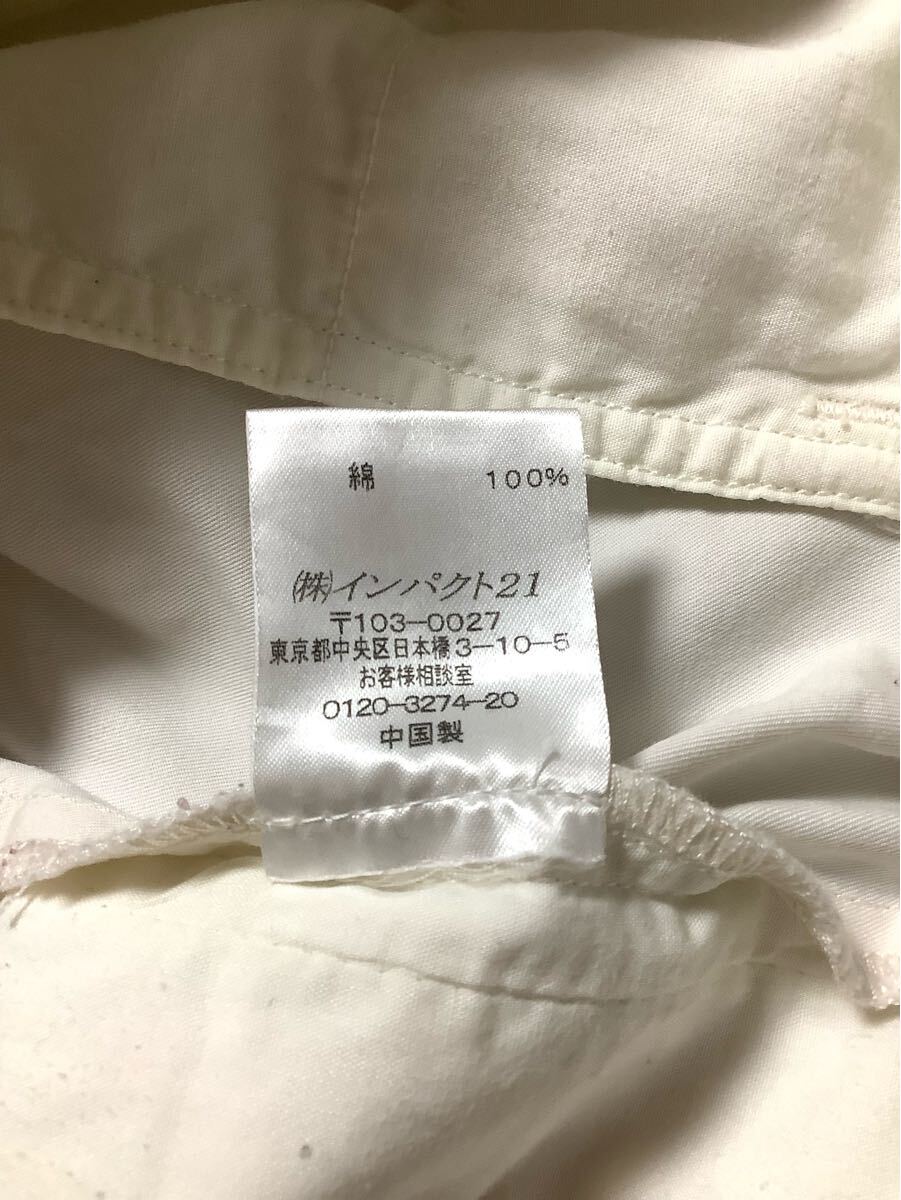 綿 100%
㈱インパクト21
〒103-0027
東京都中央区日本橋3-10-5
お客様相談室
0120-3274-20
中国製